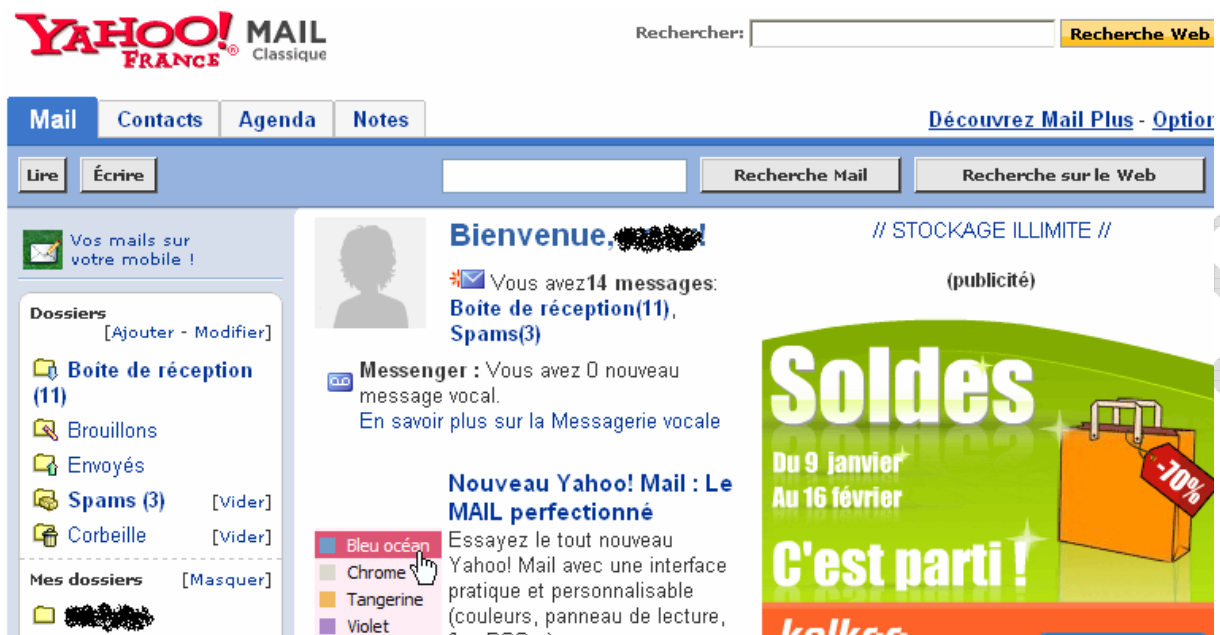 YAHOO! MAIL
FRANCE® Classique
Rechercher:
Recherche Web
Mail
Contacts
Agenda
Notes
Découvrez Mail Plus - Option
Lire
Écrire
Recherche Mail
Recherche sur le Web
Vos mails sur
votre mobile !
Dossiers
[Ajouter - Modifier]
Boîte de réception
(11)
Brouillons
Envoyés
Spams (3) [Vider]
Corbeille [Vider]
Mes dossiers [Masquer]
Bienvenue, !
Vous avez 14 messages:
Boîte de réception(11),
Spams(3)
Messenger : Vous avez 0 nouveau
message vocal.
En savoir plus sur la Messagerie vocale
Nouveau Yahoo! Mail : Le
MAIL perfectionné
Bleu océan
Chrome
Tangerine
Violet
Essayez le tout nouveau
Yahoo! Mail avec une interface
pratique et personnalisable
(couleurs, panneau de lecture,
// STOCKAGE ILLIMITE //
(publicité)
Soldes
Du 9 janvier
Au 16 février
-70%
C'est parti !